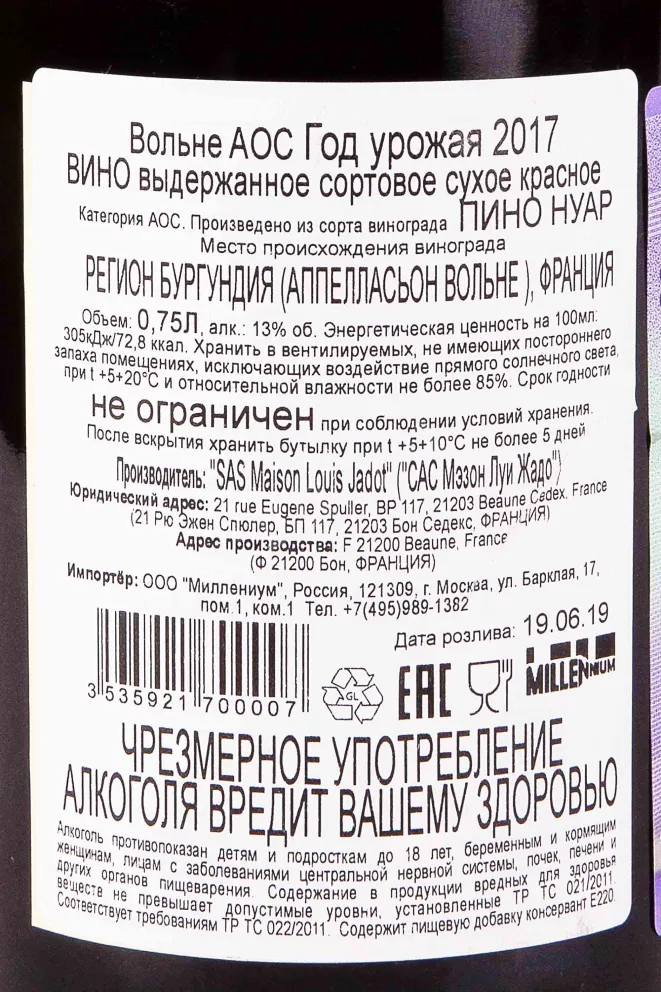 Вольне АОС Год урожая 2017
ВИНО выдержанное сортовое сухое красное
Категория АОС. Произведено из сорта винограда ПИНО НУАР
Место происхождения винограда
РЕГИОН БУРГУНДИЯ (АППЕЛЛАСЬОН ВОЛЬНЕ ), ФРАНЦИЯ
Объем: 0,75Л, алк.: 13% об. Энергетическая ценность на 100мл:
305кДж/72,8 ккал. Хранить в вентилируемых, не имеющих постороннего
запаха помещениях, исключающих воздействие прямого солнечного света,
при t +5+20°С и относительной влажности не более 85%. Срок годности
не ограничен при соблюдении условий хранения.
После вскрытия хранить бутылку при t +5+10°С не более 5 дней
Производитель: "SAS Maison Louis Jadot" ("САС Мэзон Луи Жадо")
Юридический адрес: 21 rue Eugene Spuller, BP 117, 21203 Beaune Cedex, France
(21 Рю Эжен Спюлер, БП 117, 21203 Бон Седекс, ФРАНЦИЯ)
Адрес производства: F 21200 Beaune, France
(Ф 21200 Бон, ФРАНЦИЯ)
Импортёр: ООО "Миллениум", Россия, 121309, г. Москва, ул. Барклая, 17,
пом.1, ком.1 Тел. +7(495)989-1382
Дата розлива: 19.06.19
3 535921 700007
GL
EAC
MILLENNIUM
ЧРЕЗМЕРНОЕ УПОТРЕБЛЕНИЕ
АЛКОГОЛЯ ВРЕДИТ ВАШЕМУ ЗДОРОВЬЮ
Алкоголь противопоказан детям и подросткам до 18 лет, беременным и кормящим
женщинам, лицам с заболеваниями центральной нервной системы, почек, печени и
других органов пищеварения. Содержание в продукции вредных для здоровья
веществ не превышает допустимые уровни, установленные ТР ТС 021/2011.
Соответствует требованиям ТР ТС 022/2011. Содержит пищевую добавку консервант Е220.